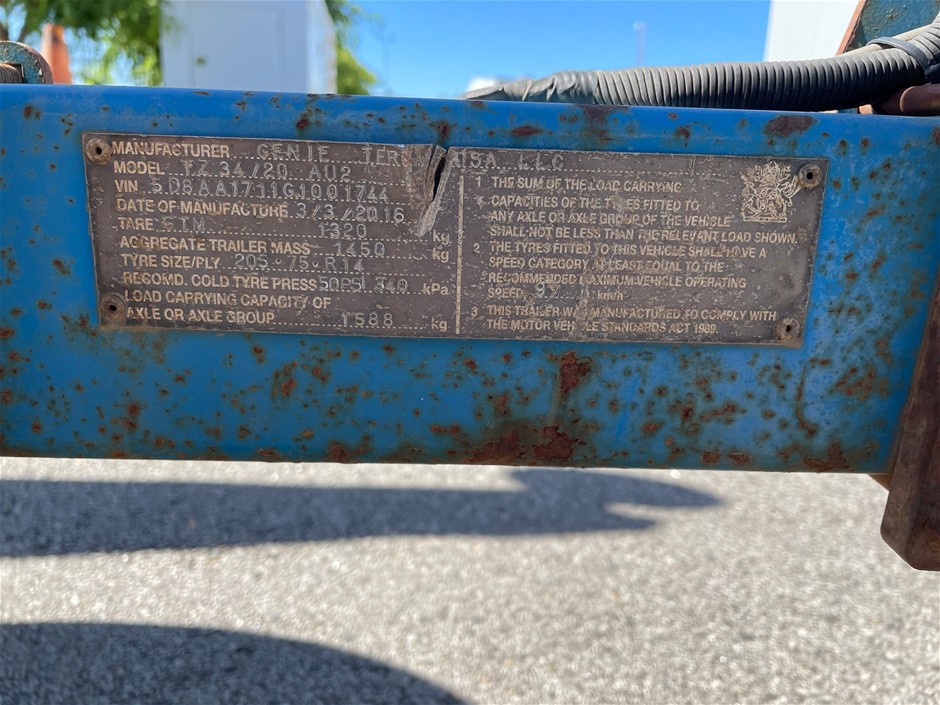 MANUFACTURER GENIE TER AISA LLC
MODEL TZ 34/20 AU2
VIN 5D8AA1711G1001744
DATE OF MANUFACTURE 3/3/2016
TARE GTM 1320 kg
AGGREGATE TRAILER MASS 1450 kg
TYRE SIZE/PLY 205 75 R14
RECOMD. COLD TYRE PRESS 50PSI 340 kPa
LOAD CARRYING CAPACITY OF
AXLE OR AXLE GROUP 1588 kg
1 THE SUM OF THE LOAD CARRYING
CAPACITIES OF THE TYRES FITTED TO
ANY AXLE OR AXLE GROUP OF THE VEHICLE
SHALL NOT BE LESS THAN THE RELEVANT LOAD SHOWN.
2 THE TYRES FITTED TO THIS VEHICLE SHALL HAVE A
SPEED CATEGORY AT LEAST EQUAL TO THE
RECOMMENDED MAXIMUM VEHICLE OPERATING
SPEED km/h
3 THIS TRAILER WAS MANUFACTURED TO COMPLY WITH
THE MOTOR VEHICLE STANDARDS ACT 1989.